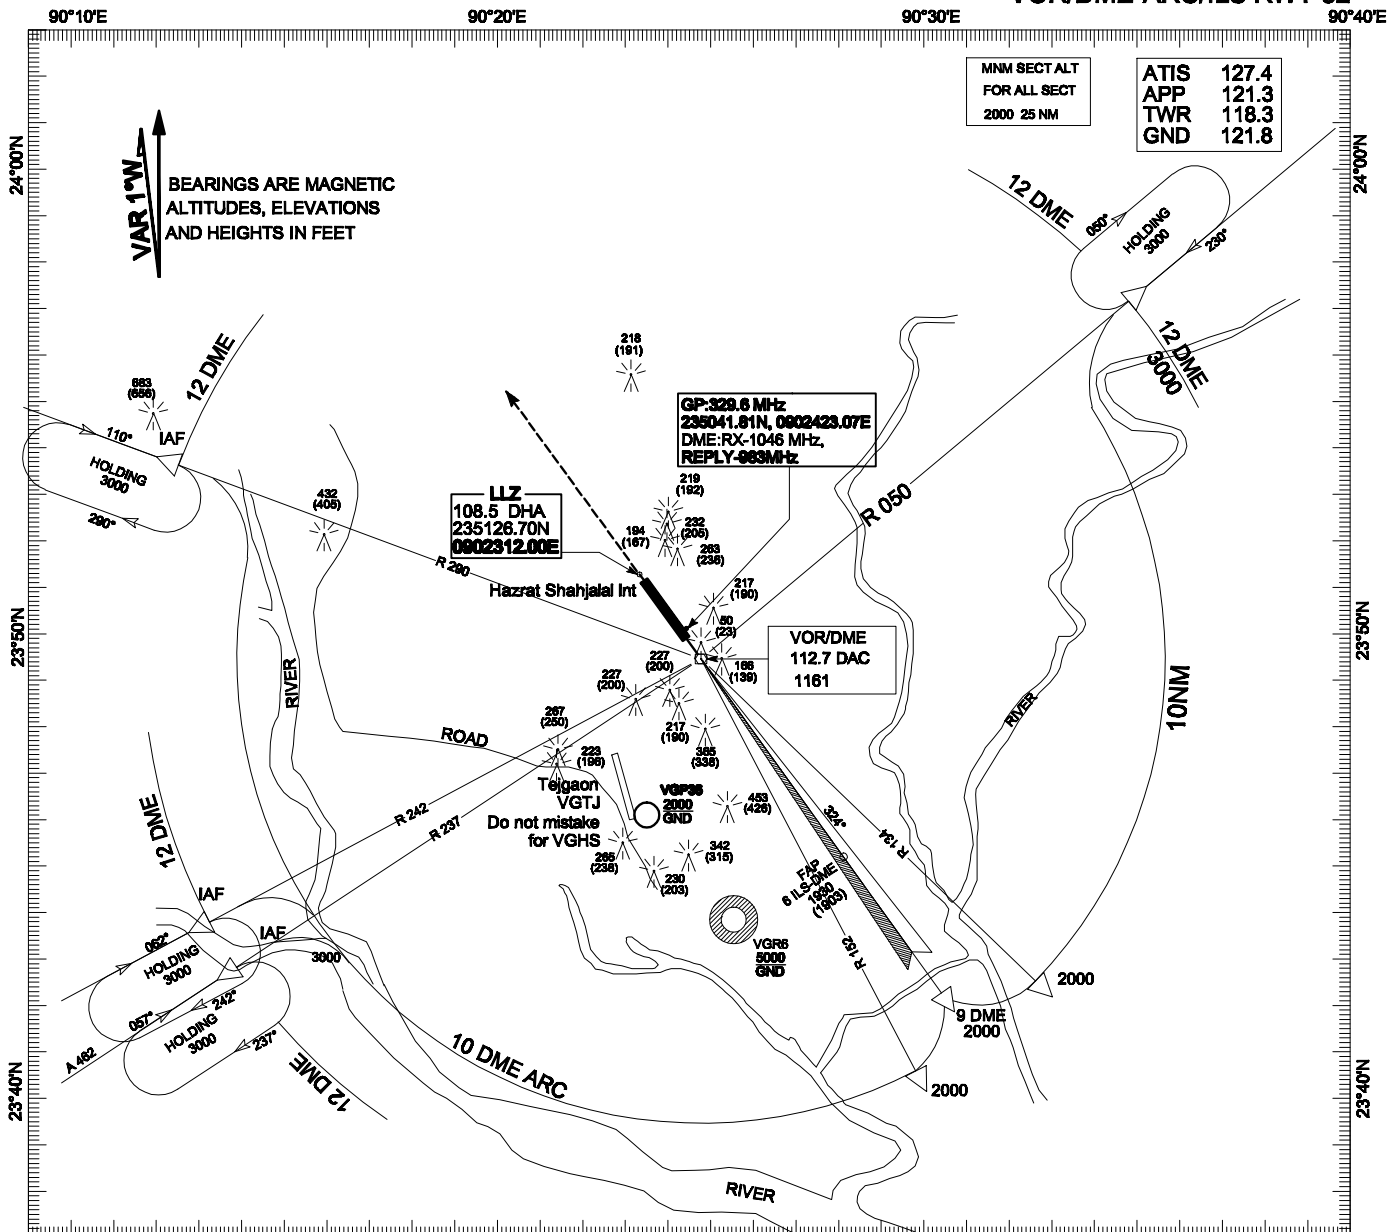 90°10'E
90°20'E
90°30'E
90°40'E
MNM SECT ALT
FOR ALL SECT
2000 25 NM
ATIS 127.4
APP 121.3
TWR 118.3
GND 121.8
24°00'N
24°00'N
VAR 1°W
BEARINGS ARE MAGNETIC
ALTITUDES, ELEVATIONS
AND HEIGHTS IN FEET
12 DME
050°
HOLDING
3000
230°
12 DME
3000
12 DME
218
(191)
683
(656)
110°
IAF
HOLDING
3000
290°
GP:329.6 MHz
235041.81N, 0902423.07E
DME:RX-1046 MHz,
REPLY-983MHz
432
(405)
LLZ
108.5 DHA
235126.70N
0902312.00E
219
(192)
194
(167)
232
(205)
263
(236)
R 050
R 290
Hazrat Shahjalal Int
217
(190)
50
(23)
23°50'N
23°50'N
VOR/DME
112.7 DAC
1161
166
(139)
227
(200)
227
(200)
RIVER
RIVER
10NM
217
(190)
385
(338)
267
(250)
223
(196)
ROAD
Tejgaon
VGTJ
Do not mistake
for VGHS
VGP36
2000
GND
453
(426)
324°
R 134
R 242
R 237
12 DME
265
(238)
342
(315)
230
(203)
FAP
6 ILS-DME
1930
(1903)
IAF
IAF
3000
062°
HOLDING
3000
242°
VGR6
5000
GND
R 152
2000
057°
HOLDING
3000
237°
A 462
9 DME
2000
12 DME
10 DME ARC
2000
23°40'N
23°40'N
RIVER